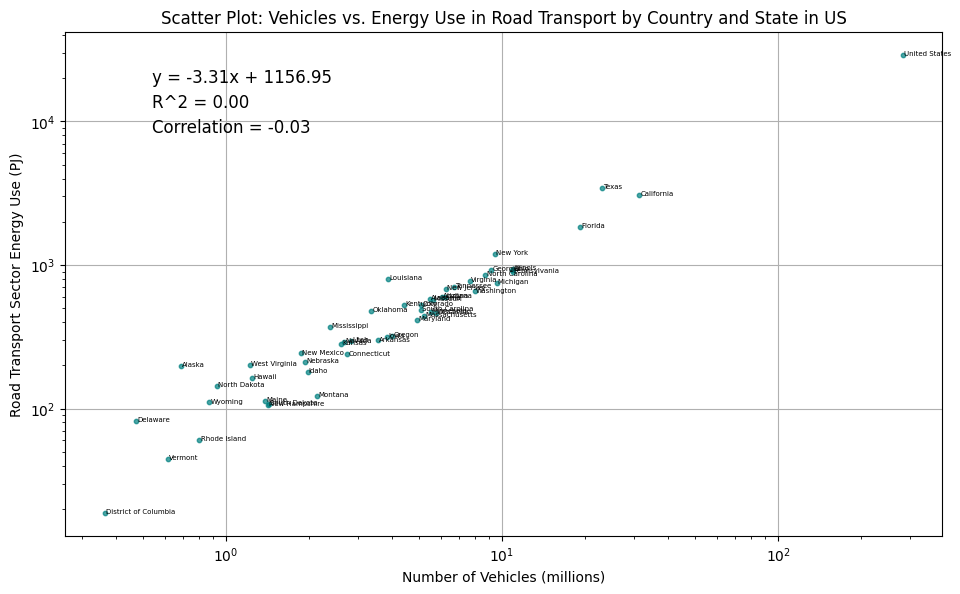 Scatter Plot: Vehicles vs. Energy Use in Road Transport by Country and State in US
y = -3.31x + 1156.95
R^2 = 0.00
Correlation = -0.03
United States
Texas
California
Florida
New York
Louisiana
Virginia
North Carolina
Michigan
Washington
Tennessee
New Jersey
Kentucky
Oklahoma
Maryland
Mississippi
Oregon
Arkansas
New Mexico
Connecticut
Nebraska
Alaska
West Virginia
Idaho
Hawaii
North Dakota
Montana
Wyoming
Maine
New Hampshire
Delaware
Rhode Island
Vermont
District of Columbia
10^4
10^3
10^2
10^0
10^1
10^2
Road Transport Sector Energy Use (PJ)
Number of Vehicles (millions)